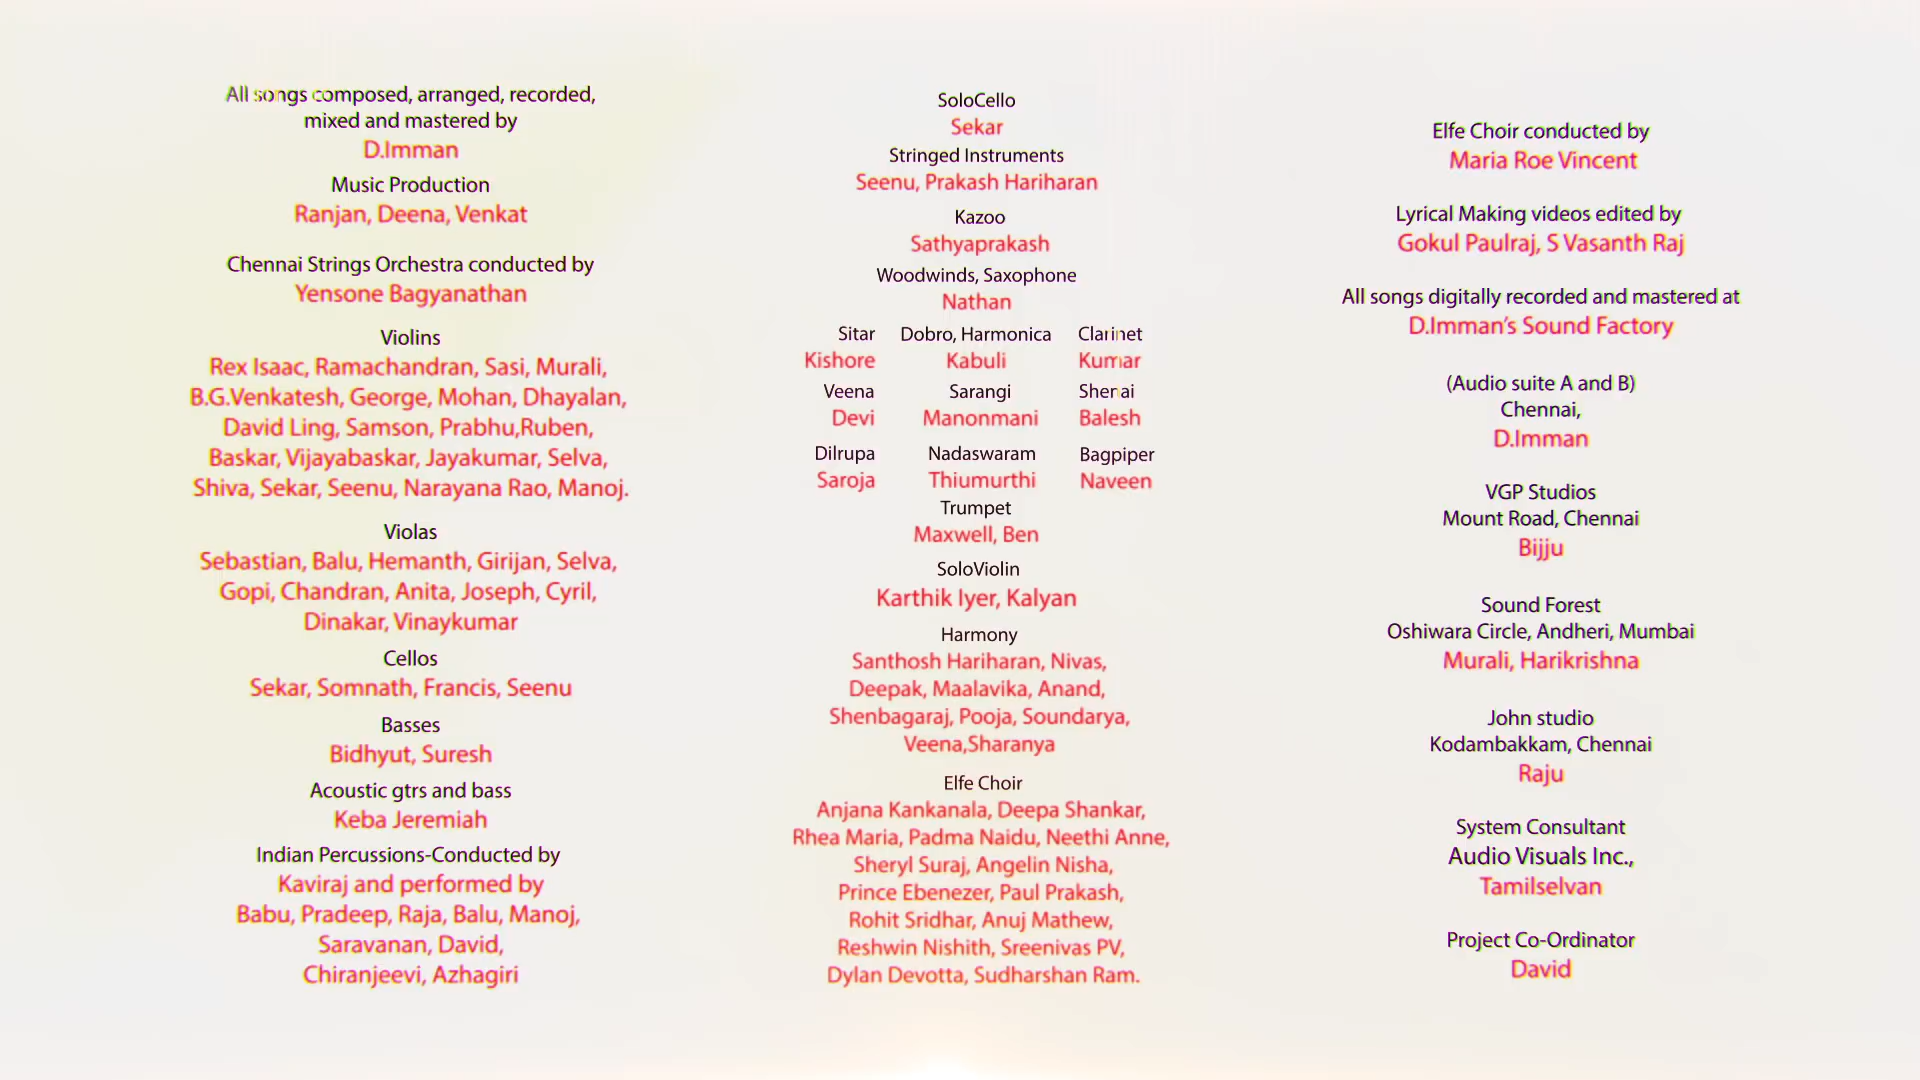 All songs composed, arranged, recorded,
mixed and mastered by
D.Imman
Music Production
Ranjan, Deena, Venkat
Chennai Strings Orchestra conducted by
Yensone Bagyanathan
Violins
Rex Isaac, Ramachandran, Sasi, Murali,
B.G.Venkatesh, George, Mohan, Dhayalan,
David Ling, Samson, Prabhu,Ruben,
Baskar, Vijayabaskar, Jayakumar, Selva,
Shiva, Sekar, Seenu, Narayana Rao, Manoj.
Violas
Sebastian, Balu, Hemanth, Girijan, Selva,
Gopi, Chandran, Anita, Joseph, Cyril,
Dinakar, Vinaykumar
Cellos
Sekar, Somnath, Francis, Seenu
Basses
Bidhyut, Suresh
Acoustic gtrs and bass
Keba Jeremiah
Indian Percussions-Conducted by
Kaviraj and performed by
Babu, Pradeep, Raja, Balu, Manoj,
Saravanan, David,
Chiranjeevi, Azhagiri
SoloCello
Sekar
Stringed Instruments
Seenu, Prakash Hariharan
Kazoo
Sathyaprakash
Woodwinds, Saxophone
Nathan
Sitar Dobro, Harmonica Clarinet
Kishore Kabuli Kumar
Veena Sarangi Shenai
Devi Manonmani Balesh
Dilrupa Nadaswaram Bagpiper
Saroja Thiumurthi Naveen
Trumpet
Maxwell, Ben
SoloViolin
Karthik Iyer, Kalyan
Harmony
Santhosh Hariharan, Nivas,
Deepak, Maalavika, Anand,
Shenbagaraj, Pooja, Soundarya,
Veena,Sharanya
Elfe Choir
Anjana Kankanala, Deepa Shankar,
Rhea Maria, Padma Naidu, Neethi Anne,
Sheryl Suraj, Angelin Nisha,
Prince Ebenezer, Paul Prakash,
Rohit Sridhar, Anuj Mathew,
Reshwin Nishith, Sreenivas PV,
Dylan Devotta, Sudharshan Ram.
Elfe Choir conducted by
Maria Roe Vincent
Lyrical Making videos edited by
Gokul Paulraj, S Vasanth Raj
All songs digitally recorded and mastered at
D.Imman's Sound Factory
(Audio suite A and B)
Chennai,
D.Imman
VGP Studios
Mount Road, Chennai
Bijju
Sound Forest
Oshiwara Circle, Andheri, Mumbai
Murali, Harikrishna
John studio
Kodambakkam, Chennai
Raju
System Consultant
Audio Visuals Inc.,
Tamilselvan
Project Co-Ordinator
David